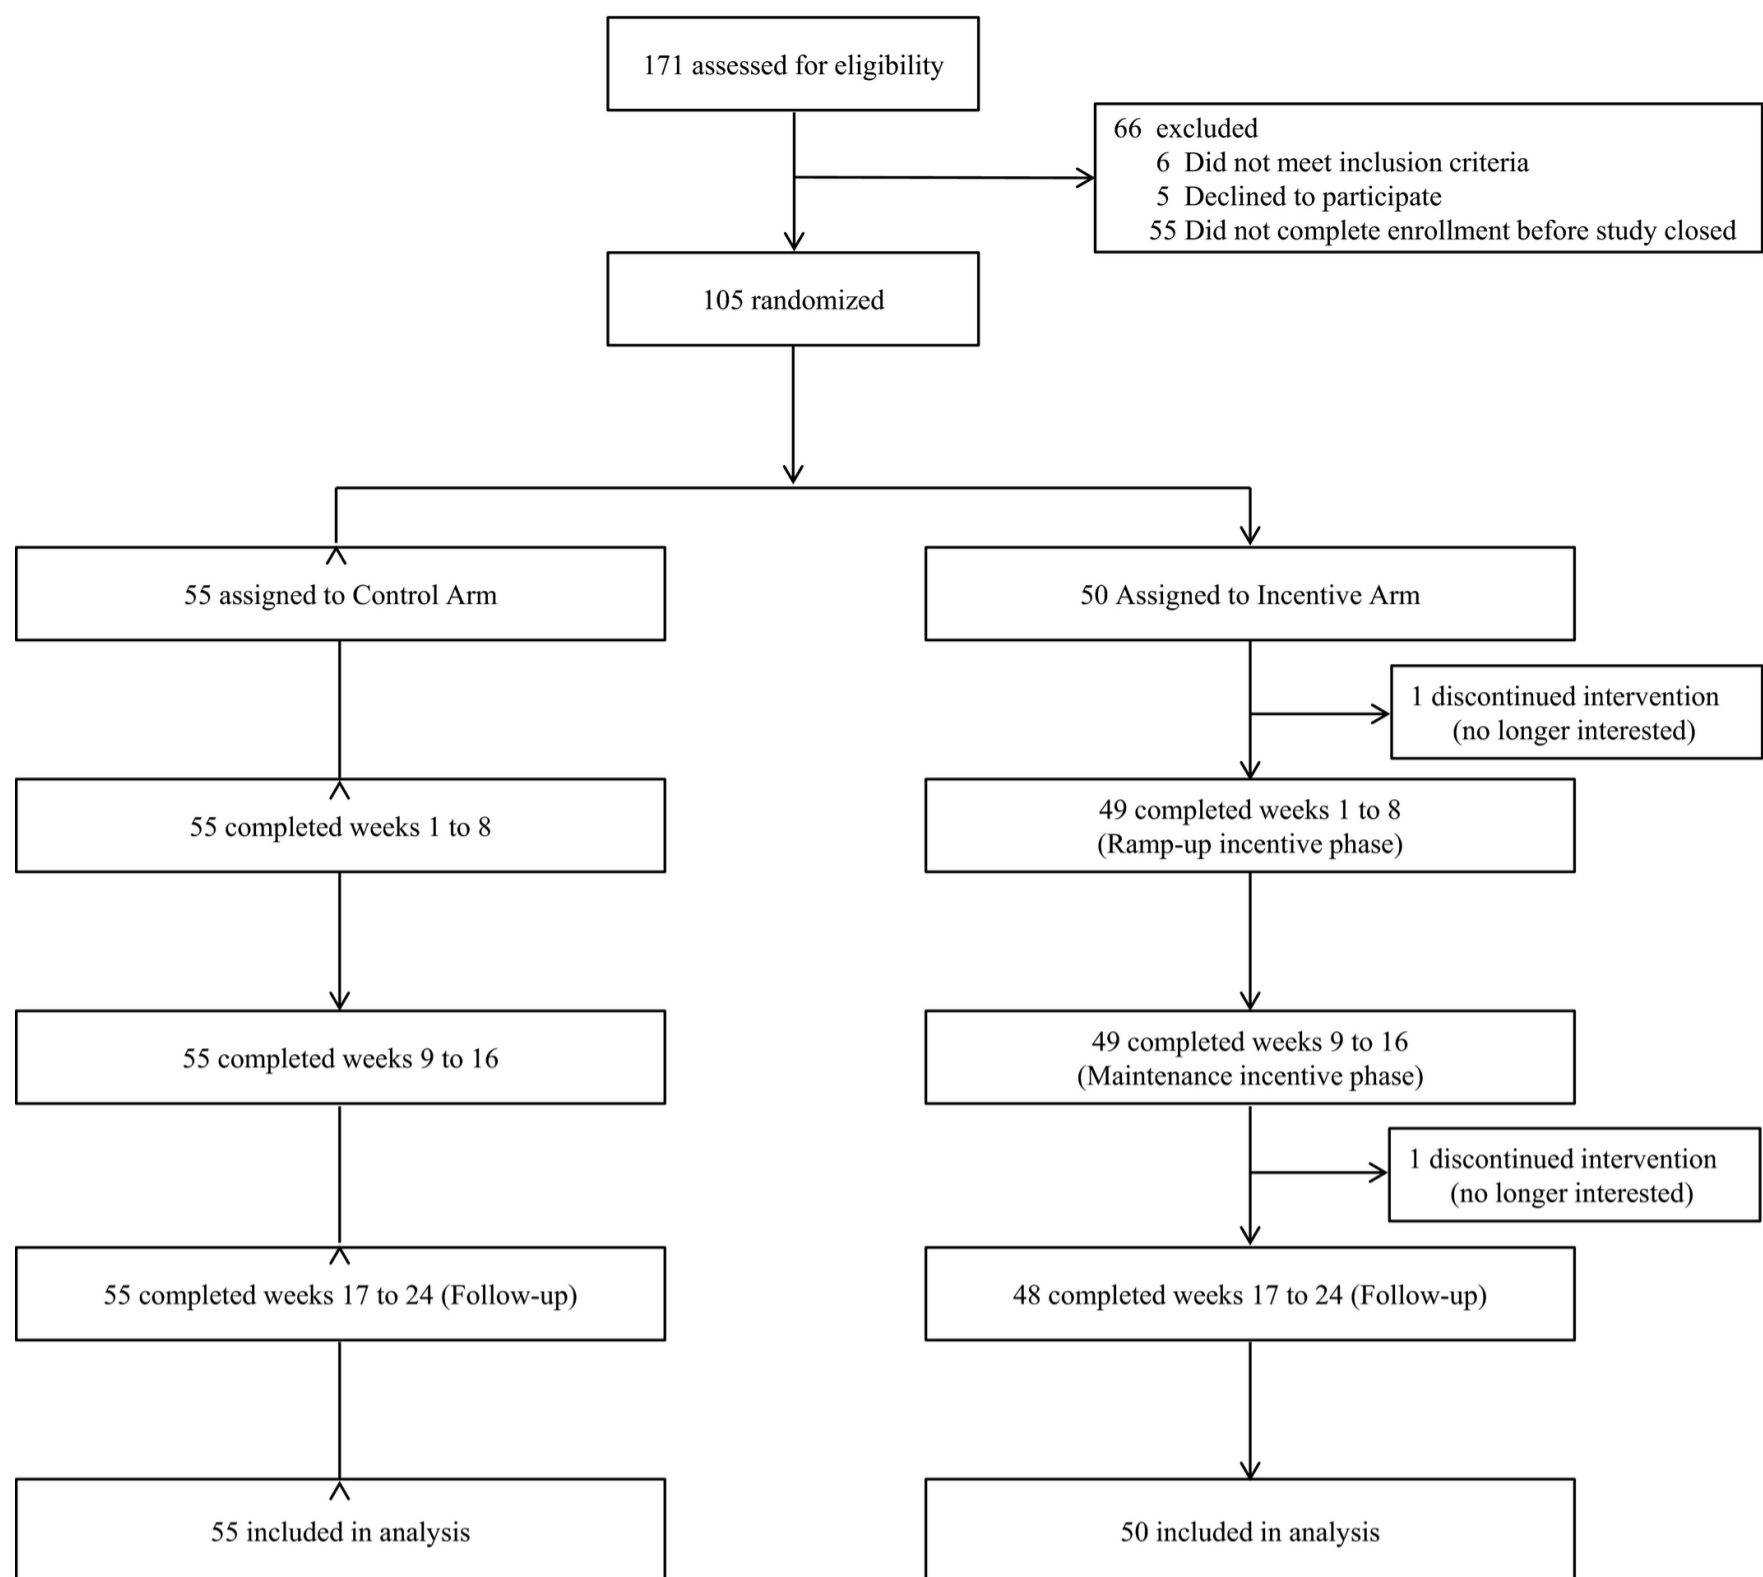 171 assessed for eligibility
66 excluded
6 Did not meet inclusion criteria
5 Declined to participate
55 Did not complete enrollment before study closed
105 randomized
55 assigned to Control Arm
50 Assigned to Incentive Arm
1 discontinued intervention
(no longer interested)
55 completed weeks 1 to 8
49 completed weeks 1 to 8
(Ramp-up incentive phase)
55 completed weeks 9 to 16
49 completed weeks 9 to 16
(Maintenance incentive phase)
1 discontinued intervention
(no longer interested)
55 completed weeks 17 to 24 (Follow-up)
48 completed weeks 17 to 24 (Follow-up)
55 included in analysis
50 included in analysis